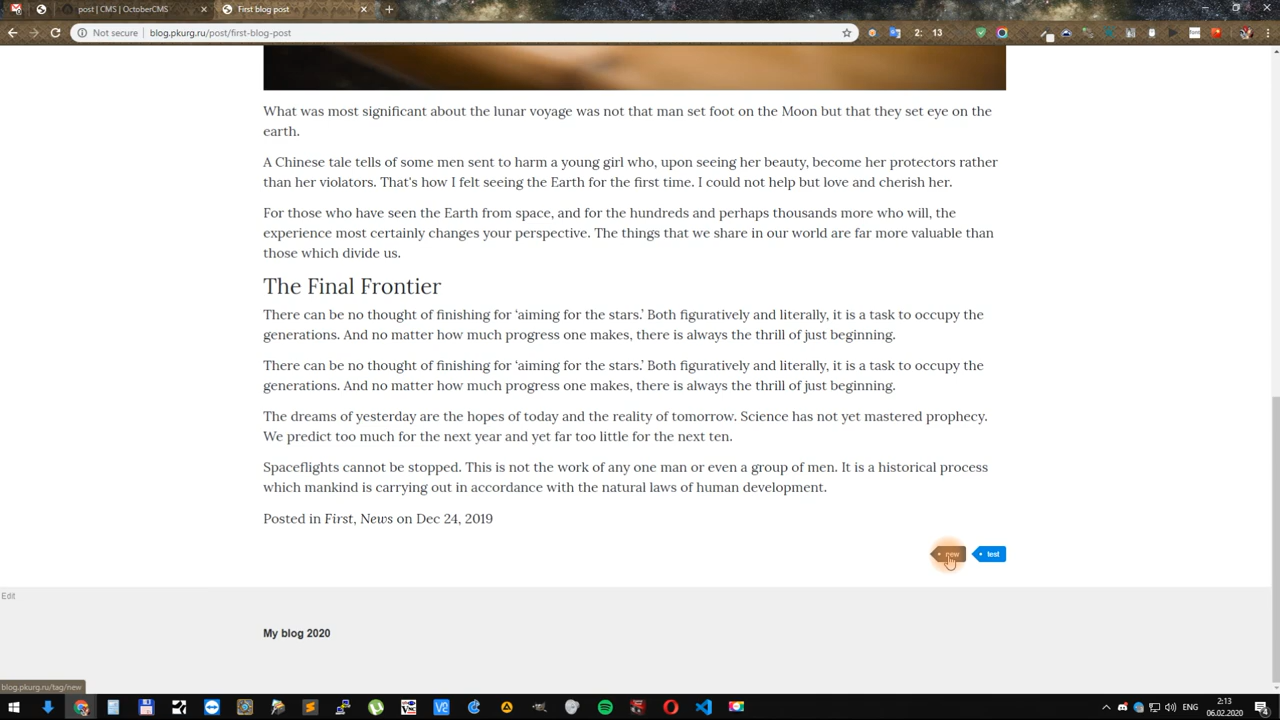 post | CMS | OctoberCMS
First blog post
Not secure
blog.pkurg.ru/post/first-blog-post
2: 13
What was most significant about the lunar voyage was not that man set foot on the Moon but that they set eye on the
earth.
A Chinese tale tells of some men sent to harm a young girl who, upon seeing her beauty, become her protectors rather
than her violators. That's how I felt seeing the Earth for the first time. I could not help but love and cherish her.
For those who have seen the Earth from space, and for the hundreds and perhaps thousands more who will, the
experience most certainly changes your perspective. The things that we share in our world are far more valuable than
those which divide us.
The Final Frontier
There can be no thought of finishing for ‘aiming for the stars.’ Both figuratively and literally, it is a task to occupy the
generations. And no matter how much progress one makes, there is always the thrill of just beginning.
There can be no thought of finishing for ‘aiming for the stars.’ Both figuratively and literally, it is a task to occupy the
generations. And no matter how much progress one makes, there is always the thrill of just beginning.
The dreams of yesterday are the hopes of today and the reality of tomorrow. Science has not yet mastered prophecy.
We predict too much for the next year and yet far too little for the next ten.
Spaceflights cannot be stopped. This is not the work of any one man or even a group of men. It is a historical process
which mankind is carrying out in accordance with the natural laws of human development.
Posted in First, News on Dec 24, 2019
new
test
Edit
My blog 2020
blog.pkurg.ru/tag/new
ENG
2:13
06.02.2020
4